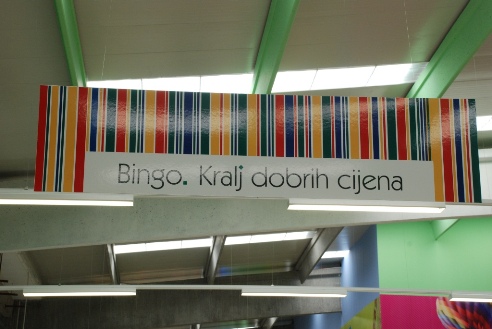 Bingo. Kralj dobrih cijena